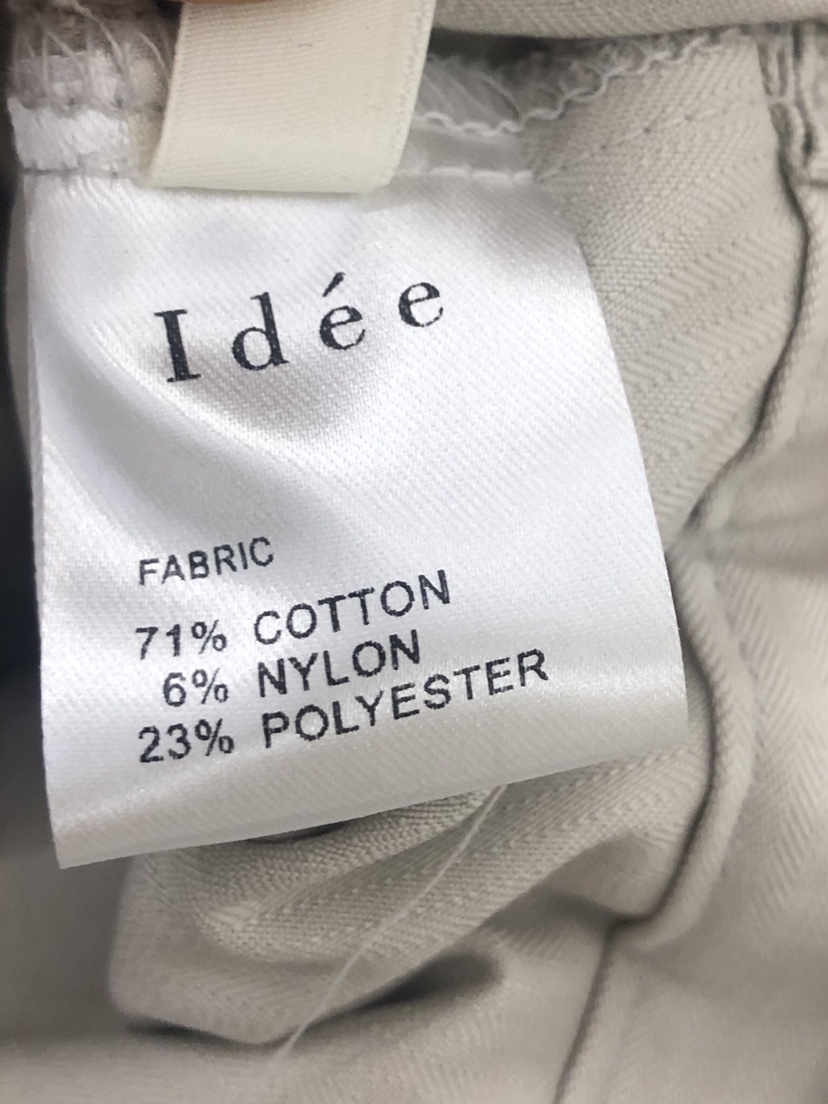 Idée
FABRIC
71% COTTON
6% NYLON
23% POLYESTER